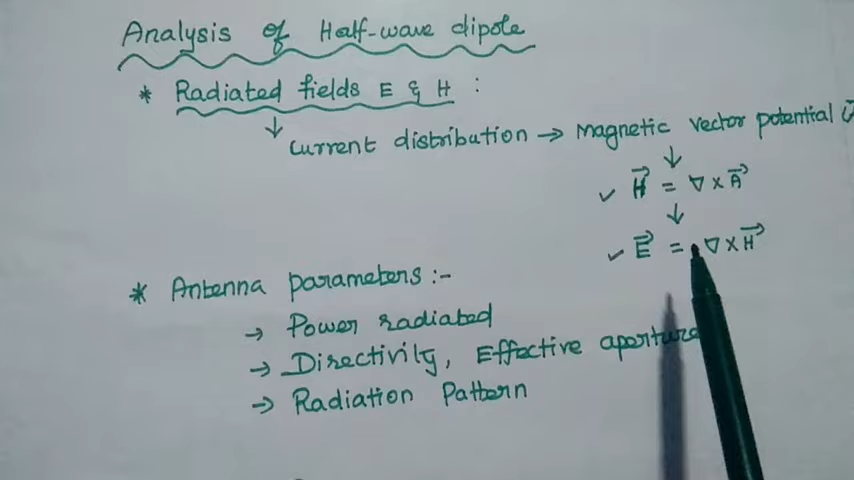 Analysis of Half-wave dipole
* Radiated fields E & H :
↓ Current distribution → Magnetic vector potential
↓
✓ H⃗ = ∇ × A⃗
↓
✓ E⃗ = ∇ × H⃗
* Antenna parameters :-
→ Power radiated
→ Directivity, Effective aperture
→ Radiation Pattern